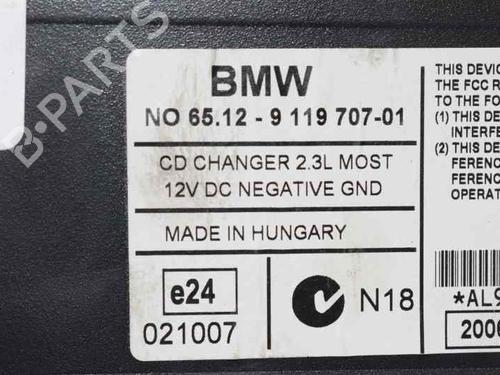 B-PARTS
BMW
NO 65.12 - 9 119 707-01
CD CHANGER 2.3L MOST
12V DC NEGATIVE GND
MADE IN HUNGARY
e24
021007
N18
THIS DEVIC
THE FCC R
TO THE FO
(1) THIS DE
INTERFE
(2) THIS DE
FERENC
FERENC
OPERAT
*AL9
2006